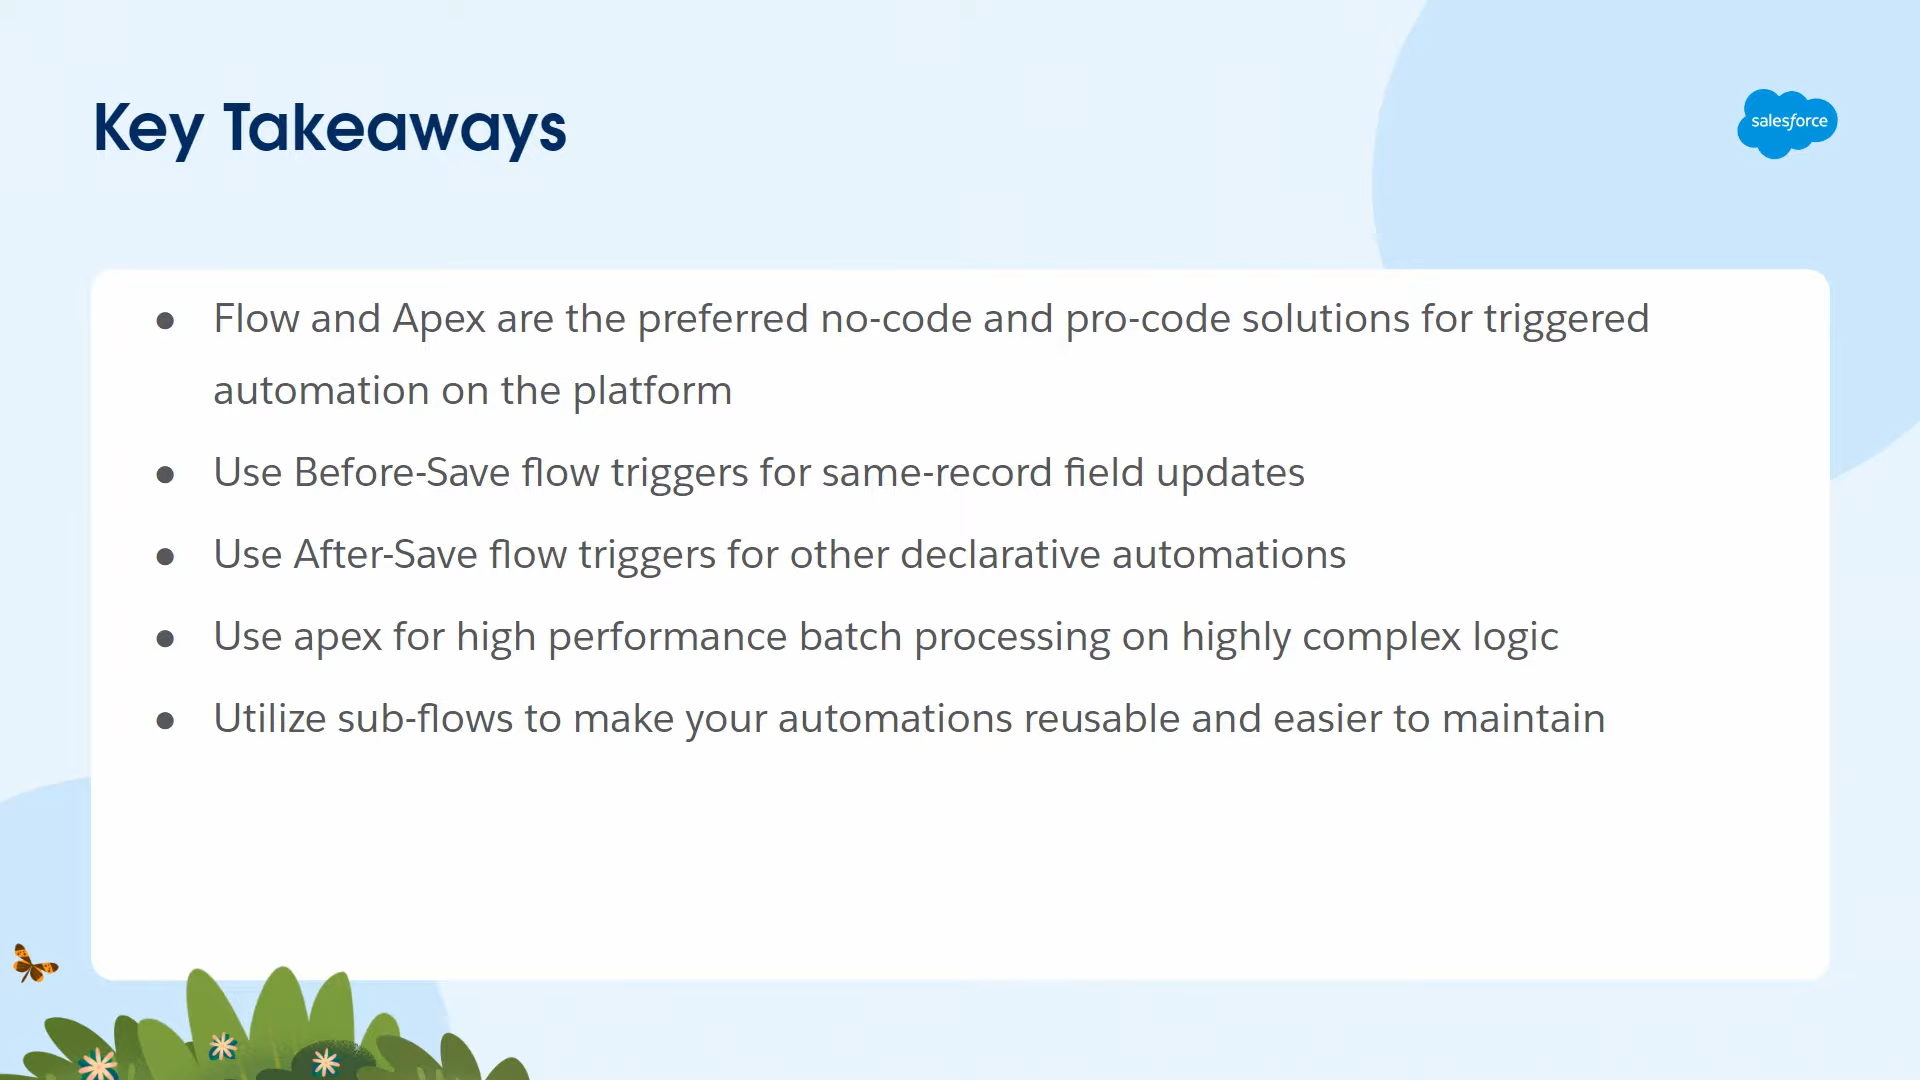 Key Takeaways
salesforce
● Flow and Apex are the preferred no-code and pro-code solutions for triggered
automation on the platform
● Use Before-Save flow triggers for same-record field updates
● Use After-Save flow triggers for other declarative automations
● Use apex for high performance batch processing on highly complex logic
● Utilize sub-flows to make your automations reusable and easier to maintain